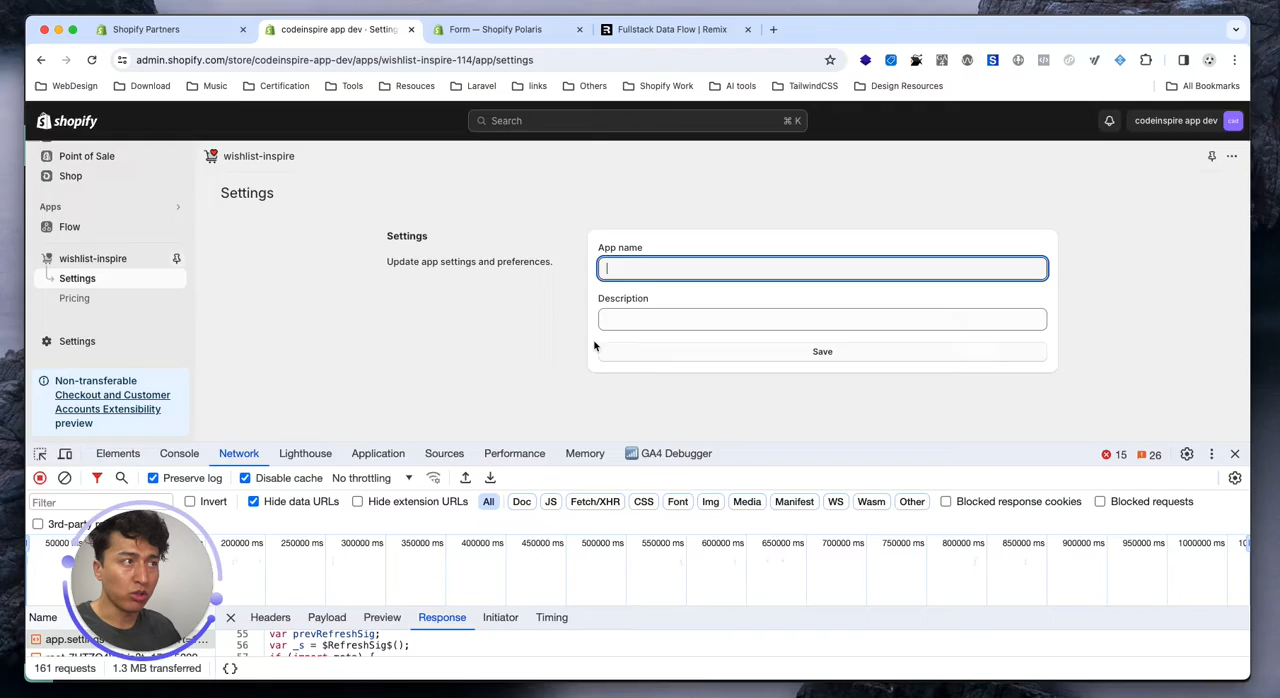 Shopify Partners
codeinspire app dev · Setting
Form — Shopify Polaris
Fullstack Data Flow | Remix
admin.shopify.com/store/codeinspire-app-dev/apps/wishlist-inspire-114/app/settings
WebDesign
Download
Music
Certification
Tools
Resouces
Laravel
links
Others
Shopify Work
AI tools
TailwindCSS
Design Resources
All Bookmarks
shopify
Search
⌘ K
codeinspire app dev
cad
Point of Sale
Shop
Apps
Flow
wishlist-inspire
Settings
Pricing
Settings
Non-transferable
Checkout and Customer
Accounts Extensibility
preview
wishlist-inspire
Settings
Settings
Update app settings and preferences.
App name
Description
Save
Elements
Console
Network
Lighthouse
Application
Sources
Performance
Memory
GA4 Debugger
15
26
Preserve log
Disable cache
No throttling
Filter
Invert
Hide data URLs
Hide extension URLs
All
Doc
JS
Fetch/XHR
CSS
Font
Img
Media
Manifest
WS
Wasm
Other
Blocked response cookies
Blocked requests
3rd-party
50000
200000 ms
250000 ms
300000 ms
350000 ms
400000 ms
450000 ms
500000 ms
550000 ms
600000 ms
650000 ms
700000 ms
750000 ms
800000 ms
850000 ms
900000 ms
950000 ms
1000000 ms
Name
Headers
Payload
Preview
Response
Initiator
Timing
app.settings
55 var prevRefreshSig;
56 var _s = $RefreshSig$();
161 requests
1.3 MB transferred
{}